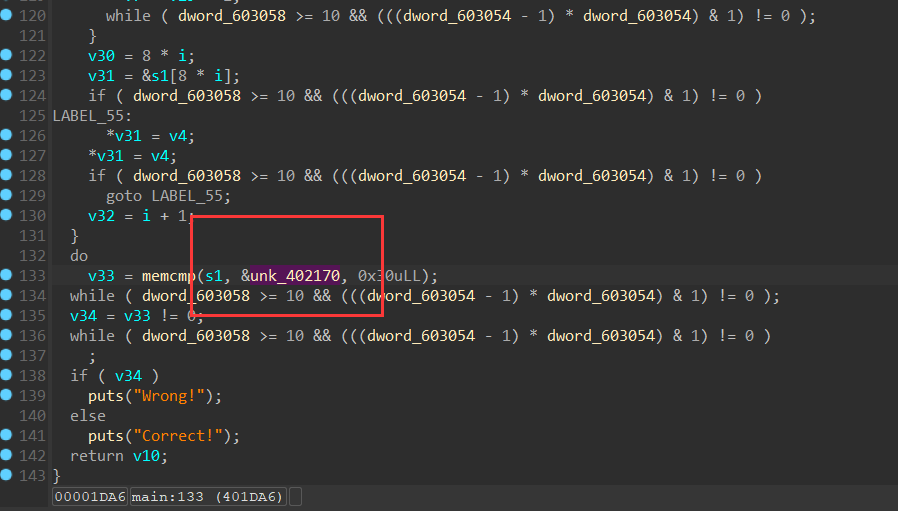 120 while ( dword_603058 >= 10 && (((dword_603054 - 1) * dword_603054) & 1) != 0 );
121 }
122 v30 = 8 * i;
123 v31 = &s1[8 * i];
124 if ( dword_603058 >= 10 && (((dword_603054 - 1) * dword_603054) & 1) != 0 )
125 LABEL_55:
126 *v31 = v4;
127 *v31 = v4;
128 if ( dword_603058 >= 10 && (((dword_603054 - 1) * dword_603054) & 1) != 0 )
129 goto LABEL_55;
130 v32 = i + 1;
131 }
132 do
133 v33 = memcmp(s1, &unk_402170, 0x30uLL);
134 while ( dword_603058 >= 10 && (((dword_603054 - 1) * dword_603054) & 1) != 0 );
135 v34 = v33 != 0;
136 while ( dword_603058 >= 10 && (((dword_603054 - 1) * dword_603054) & 1) != 0 )
137 ;
138 if ( v34 )
139 puts("Wrong!");
140 else
141 puts("Correct!");
142 return v10;
143 }
00001DA6 main:133 (401DA6)